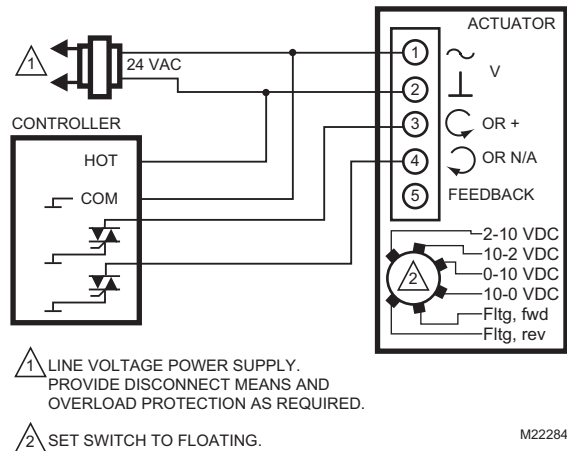 ACTUATOR
1
24 VAC
1
V
2
CONTROLLER
3
OR +
HOT
4
OR N/A
COM
5
FEEDBACK
2-10 VDC
10-2 VDC
0-10 VDC
10-0 VDC
Fltg, fwd
Fltg, rev
2
1 LINE VOLTAGE POWER SUPPLY.
PROVIDE DISCONNECT MEANS AND
OVERLOAD PROTECTION AS REQUIRED.
2 SET SWITCH TO FLOATING.
M22284